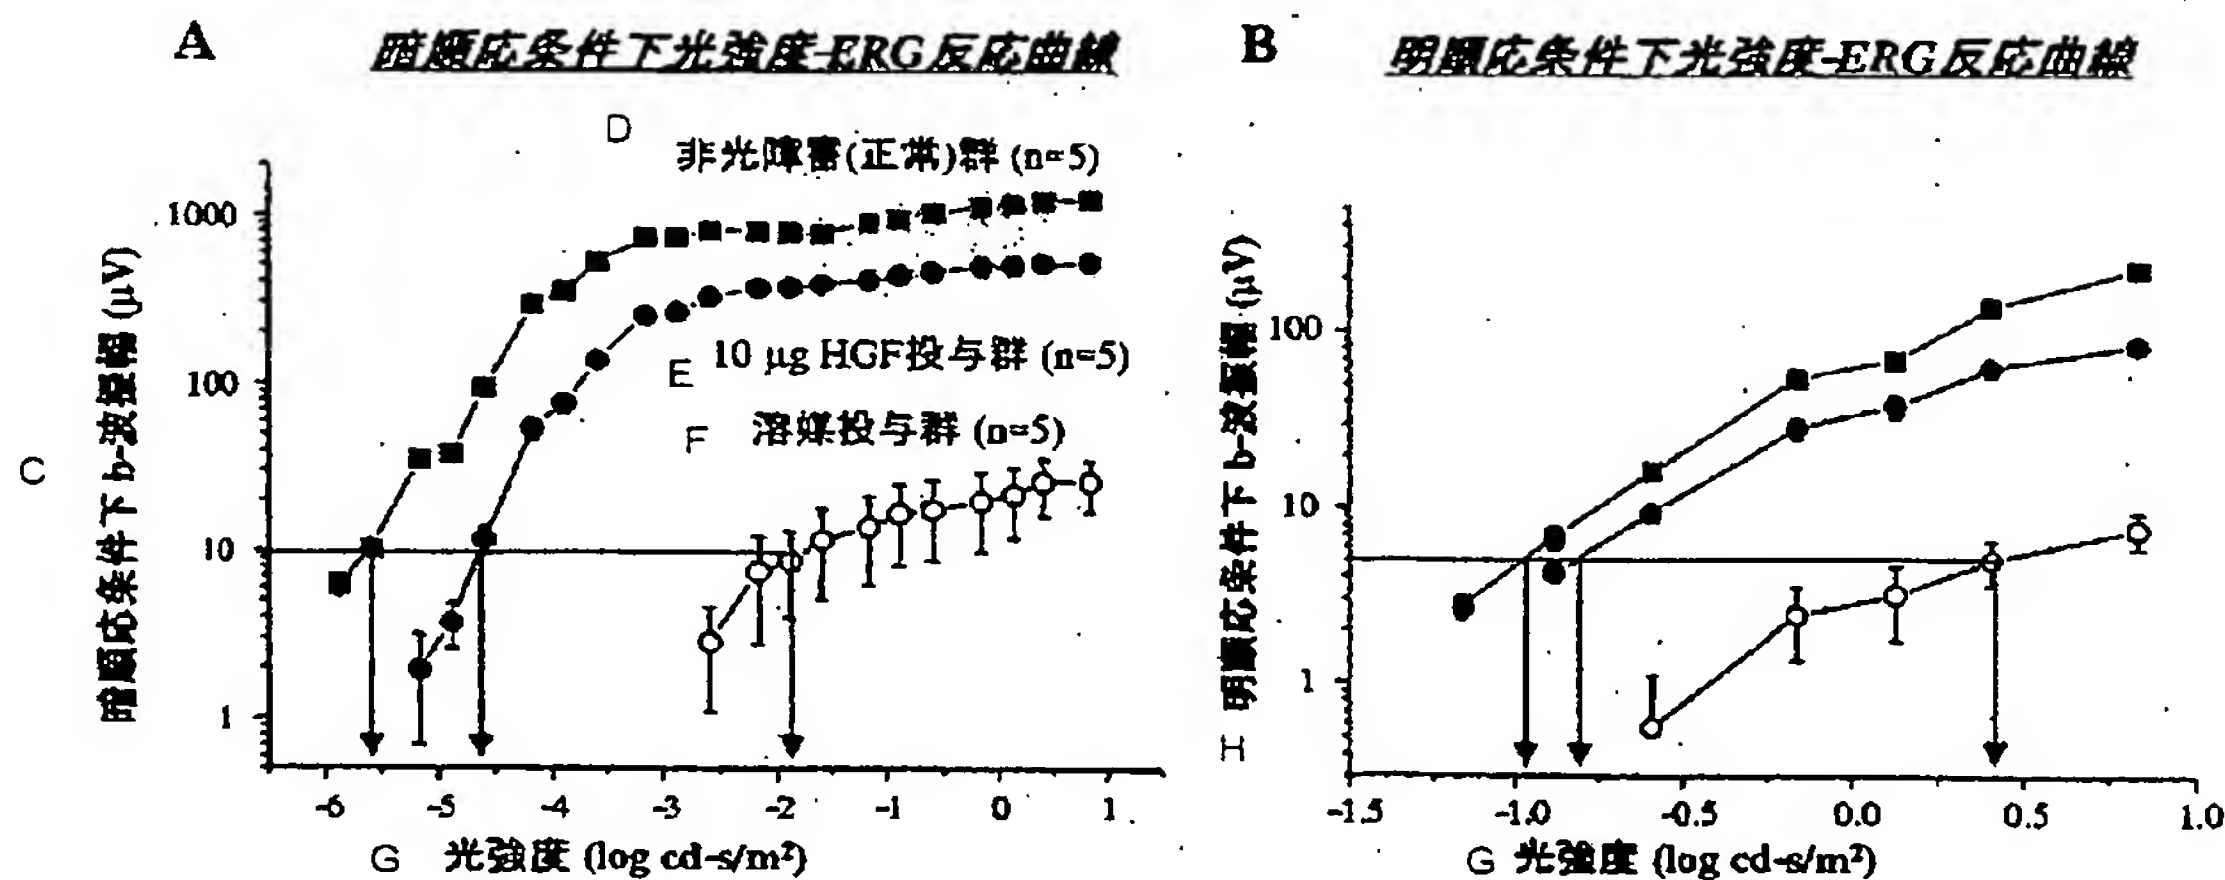 A
暗順応条件下光強度-ERG反応曲線
D
非光障害(正常)群 (n=5)
1000
100
10
1
E
10 μg HGF投与群 (n=5)
F
溶媒投与群 (n=5)
C
暗順応条件下 b-波振幅 (μV)
-6 -5 -4 -3 -2 -1 0 1
G 光強度 (log cd-s/m²)
B
明順応条件下光強度-ERG反応曲線
100
10
1
H 明順応条件下 b-波振幅 (μV)
-1.5 -1.0 -0.5 0.0 0.5 1.0
G 光強度 (log cd-s/m²)